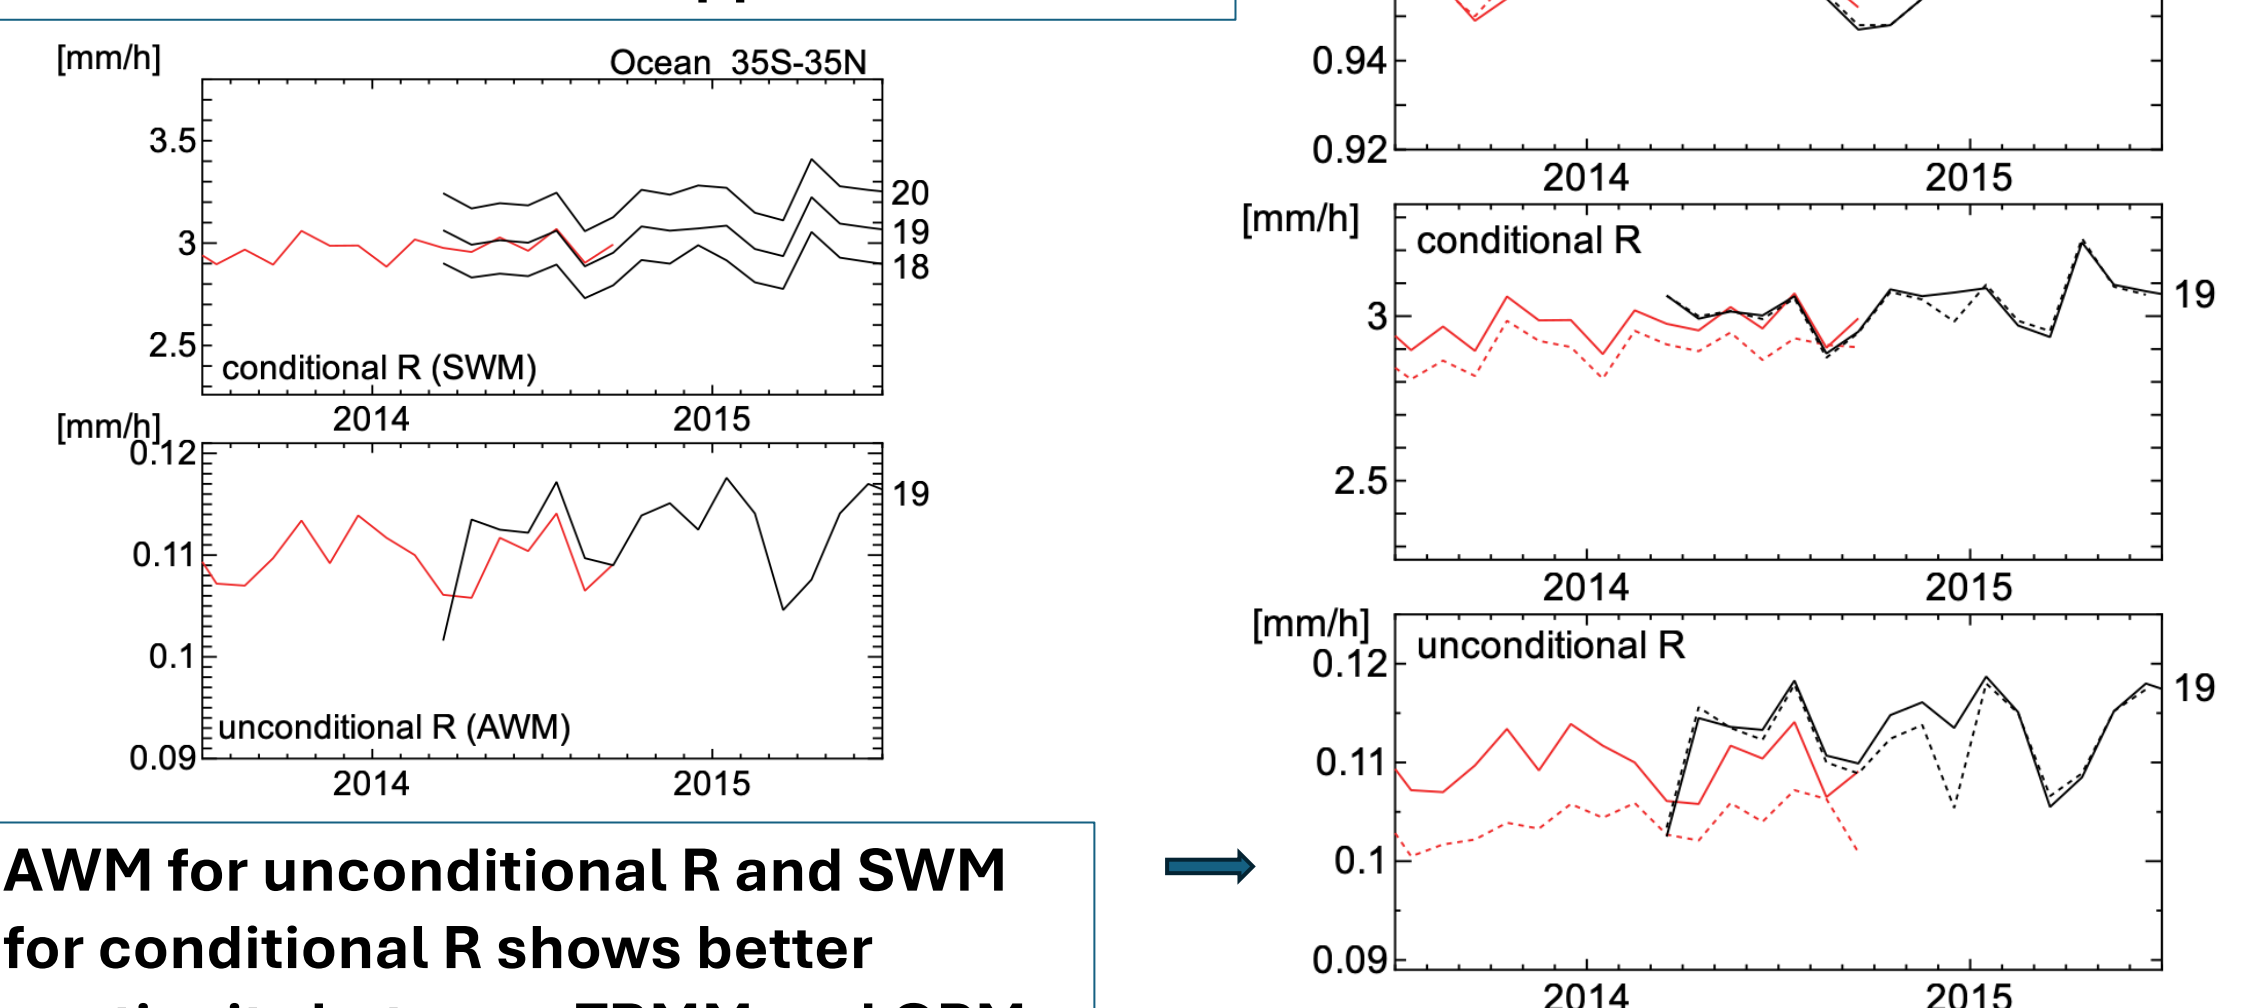 [mm/h]
Ocean 35S-35N
3.5
3
2.5
20
19
18
conditional R (SWM)
2014 2015
[mm/h]
0.12
0.11
0.1
0.09
19
unconditional R (AWM)
2014 2015
AWM for unconditional R and SWM
for conditional R shows better
0.94
0.92
2014 2015
[mm/h]
conditional R
3
2.5
19
2014 2015
[mm/h]
unconditional R
0.12
0.11
0.1
0.09
19
2014 2015